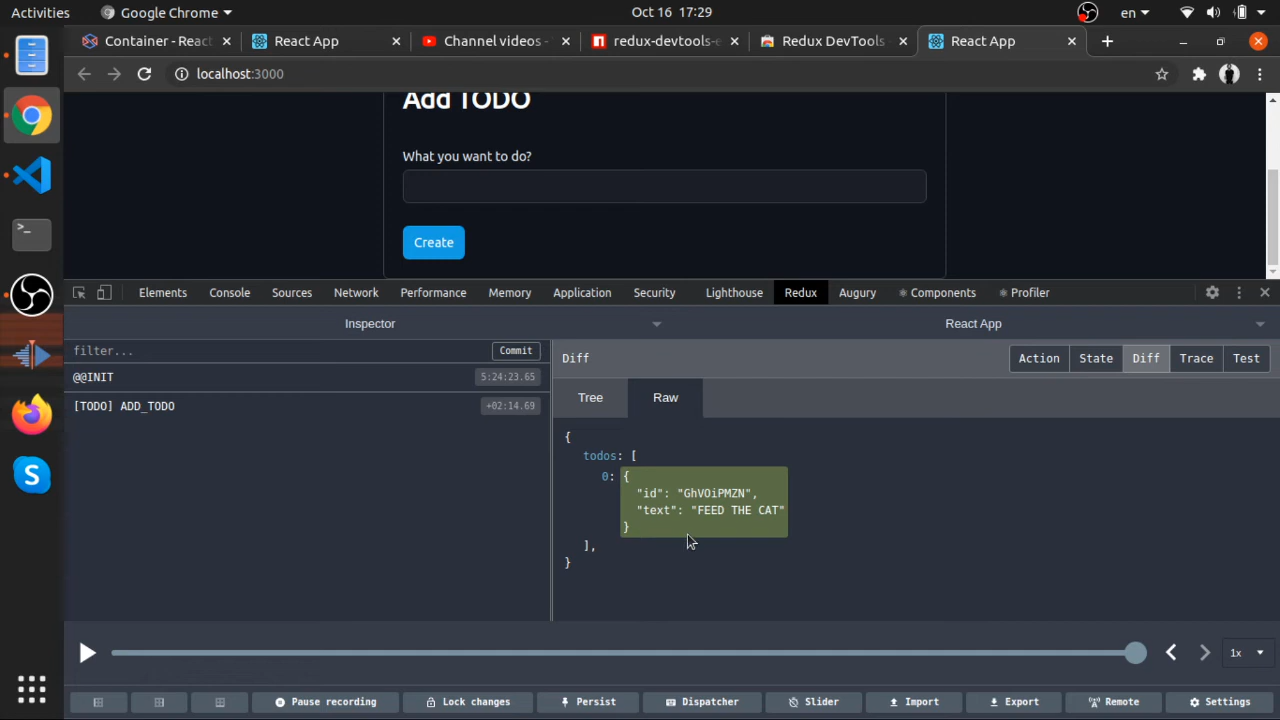 Activities
Google Chrome
Oct 16 17:29
en
Container - Reac
React App
Channel videos -
redux-devtools-e
Redux DevTools
React App
localhost:3000
Add TODO
What you want to do?
Create
Elements
Console
Sources
Network
Performance
Memory
Application
Security
Lighthouse
Redux
Augury
Components
Profiler
Inspector
React App
filter...
Commit
@@INIT
5:24:23.65
[TODO] ADD_TODO
+02:14.69
Diff
Action
State
Diff
Trace
Test
Tree
Raw
{
todos: [
0: {
"id": "GhVOiPMZN",
"text": "FEED THE CAT"
}
],
}
1x
Pause recording
Lock changes
Persist
Dispatcher
Slider
Import
Export
Remote
Settings